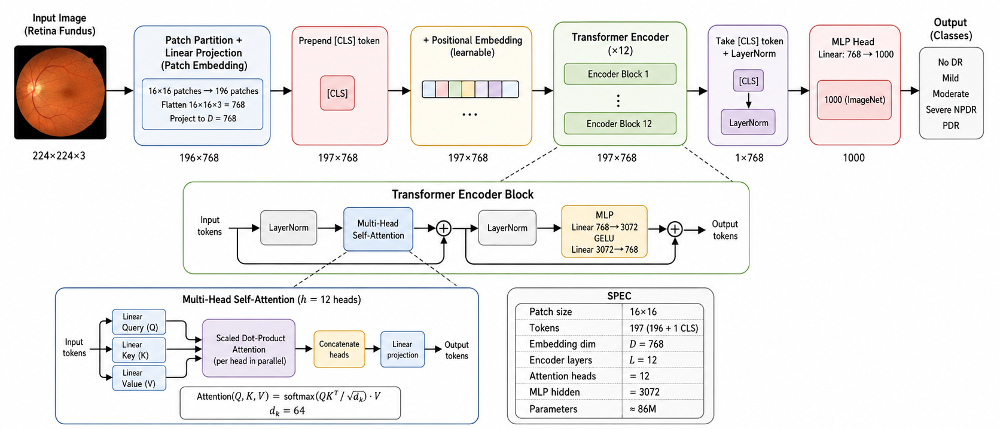 Input Image
(Retina Fundus)
224×224×3
Patch Partition +
Linear Projection
(Patch Embedding)
16×16 patches → 196 patches
Flatten 16×16×3 = 768
Project to D = 768
196×768
Prepend [CLS] token
[CLS]
197×768
+ Positional Embedding
(learnable)
...
197×768
Transformer Encoder
(×12)
Encoder Block 1
⋮
Encoder Block 12
197×768
Take [CLS] token
+ LayerNorm
[CLS]
LayerNorm
1×768
MLP Head
Linear: 768 → 1000
1000 (ImageNet)
1000
Output
(Classes)
No DR
Mild
Moderate
Severe NPDR
PDR
Transformer Encoder Block
Input
tokens
LayerNorm
Multi-Head
Self-Attention
+
LayerNorm
MLP
Linear 768→3072
GELU
Linear 3072→768
+
Output
tokens
Multi-Head Self-Attention (h = 12 heads)
Input
tokens
Linear
Query (Q)
Linear
Key (K)
Linear
Value (V)
Scaled Dot-Product
Attention
(per head in parallel)
Concatenate
heads
Linear
projection
Output
tokens
Attention(Q, K, V) = softmax(QKᵀ / √dₖ) · V
dₖ = 64
SPEC
Patch size 16×16
Tokens 197 (196 + 1 CLS)
Embedding dim D = 768
Encoder layers L = 12
Attention heads = 12
MLP hidden = 3072
Parameters ≈ 86M